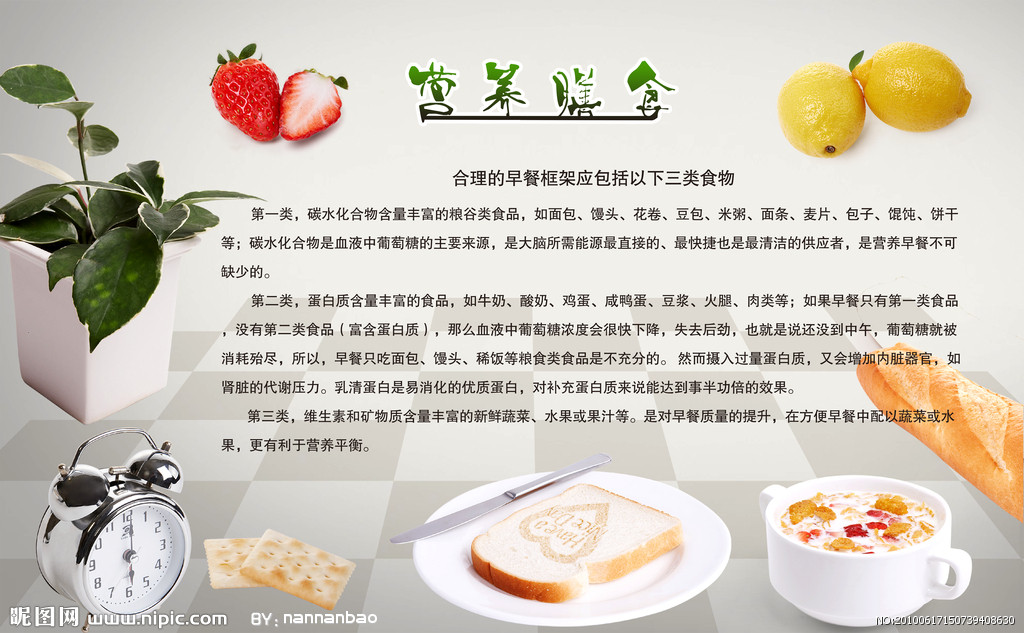 营养膳食
合理的早餐框架应包括以下三类食物
第一类，碳水化合物含量丰富的粮谷类食品，如面包、馒头、花卷、豆包、米粥、面条、麦片、包子、馄饨、饼干
等；碳水化合物是血液中葡萄糖的主要来源，是大脑所需能源最直接的、最快捷也是最清洁的供应者，是营养早餐不可
缺少的。
第二类，蛋白质含量丰富的食品，如牛奶、酸奶、鸡蛋、咸鸭蛋、豆浆、火腿、肉类等；如果早餐只有第一类食品
，没有第二类食品（富含蛋白质），那么血液中葡萄糖浓度会很快下降，失去后劲，也就是说还没到中午，葡萄糖就被
消耗殆尽，所以，早餐只吃面包、馒头、稀饭等粮食类食品是不充分的。 然而摄入过量蛋白质，又会增加内脏器官，如
肾脏的代谢压力。乳清蛋白是易消化的优质蛋白，对补充蛋白质来说能达到事半功倍的效果。
第三类，维生素和矿物质含量丰富的新鲜蔬菜、水果或果汁等。是对早餐质量的提升，在方便早餐中配以蔬菜或水
果，更有利于营养平衡。
昵图网 www.nipic.com BY: nannanbao
NO:20100617150739408630